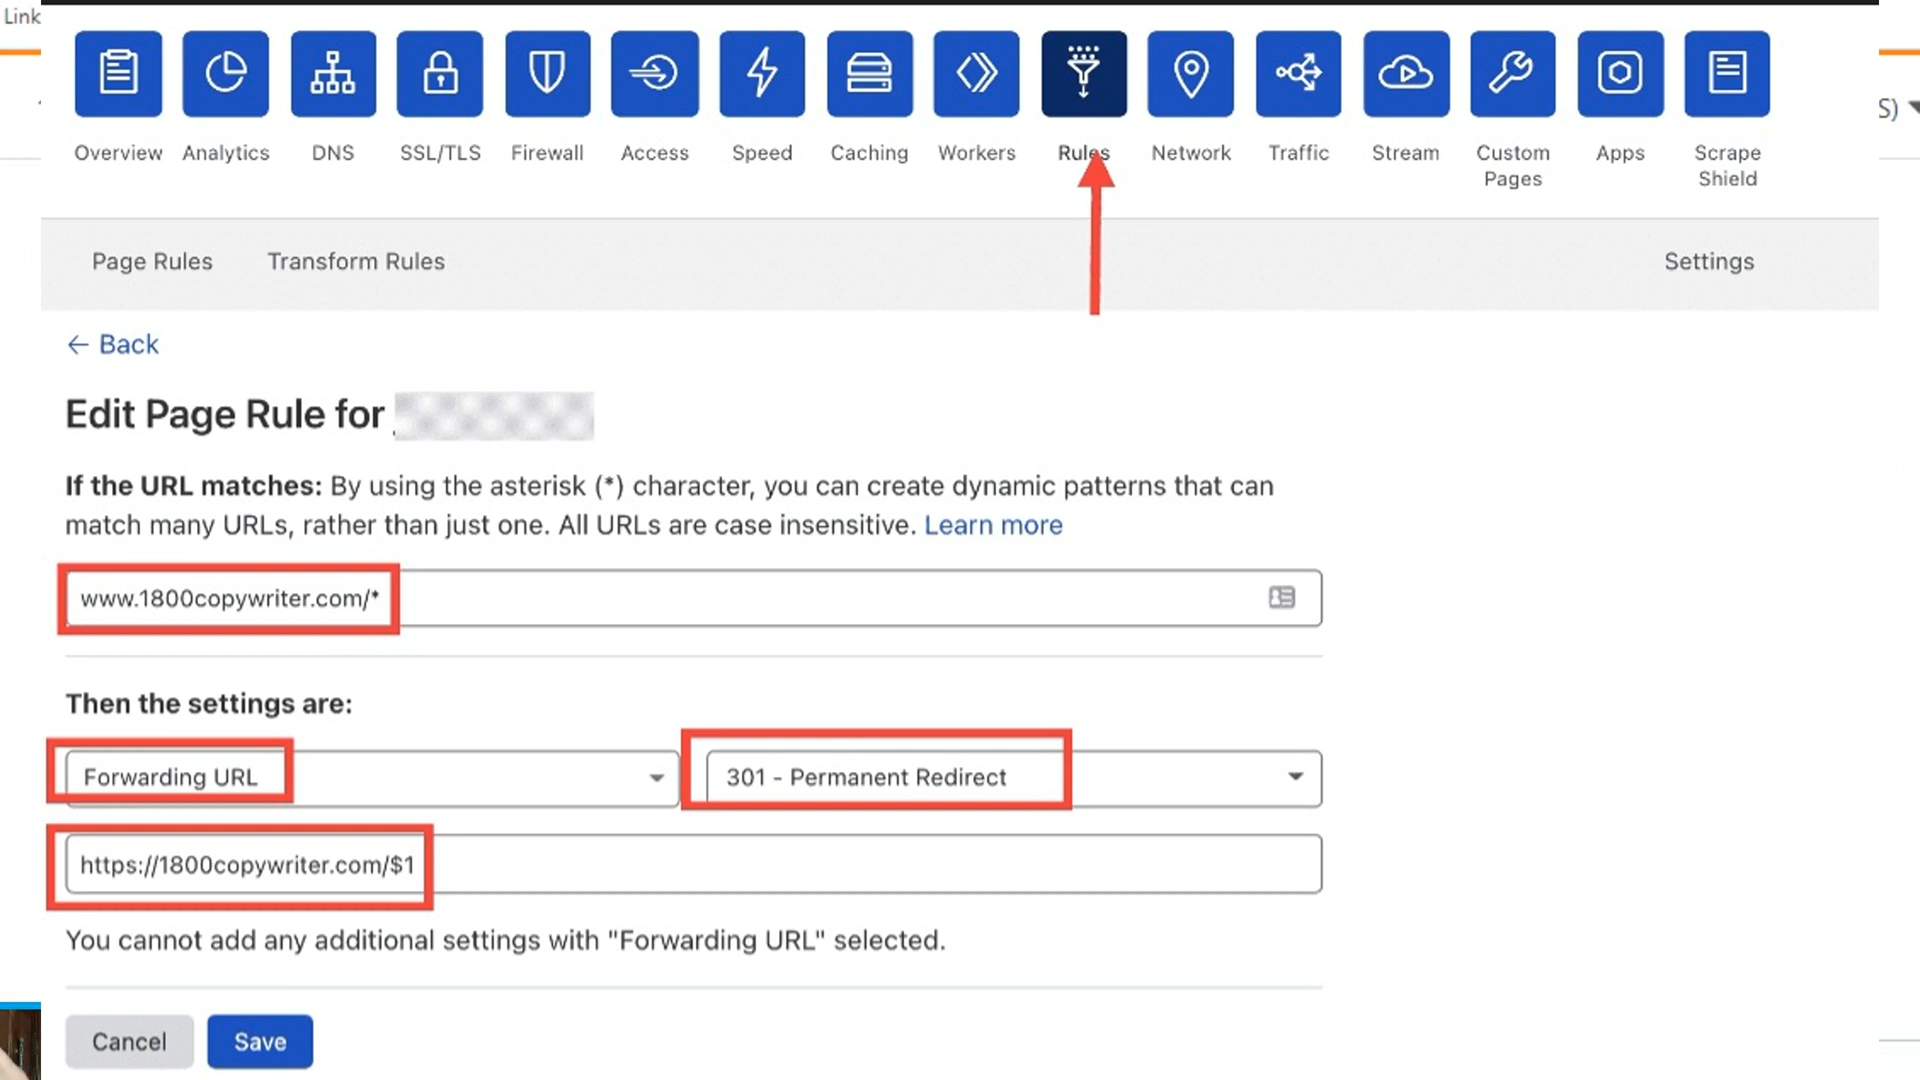 Link
Overview Analytics DNS SSL/TLS Firewall Access Speed Caching Workers Rules Network Traffic Stream Custom Pages Apps Scrape Shield
S)
Page Rules Transform Rules Settings
← Back
Edit Page Rule for
If the URL matches: By using the asterisk (*) character, you can create dynamic patterns that can
match many URLs, rather than just one. All URLs are case insensitive. Learn more
www.1800copywriter.com/*
Then the settings are:
Forwarding URL 301 - Permanent Redirect
https://1800copywriter.com/$1
You cannot add any additional settings with "Forwarding URL" selected.
Cancel Save